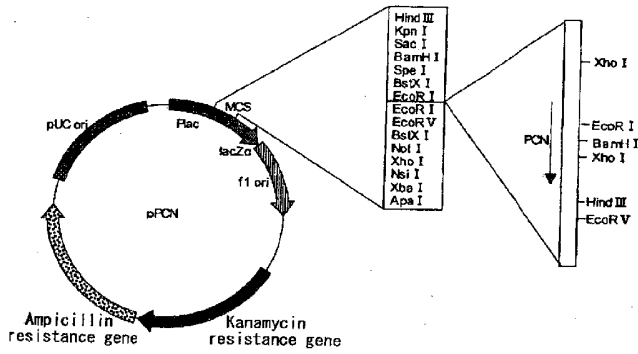 Hind Ⅲ
Kpn Ⅰ
Sac Ⅰ
BamH Ⅰ
Spe Ⅰ
BstX Ⅰ
EcoR Ⅰ
EcoR Ⅰ
EcoR Ⅴ
BstX Ⅰ
Not Ⅰ
Xho Ⅰ
Nsi Ⅰ
Xba Ⅰ
Apa Ⅰ
Xho Ⅰ
EcoR Ⅰ
BamH Ⅰ
Xho Ⅰ
Hind Ⅲ
EcoR Ⅴ
PCN
MCS
Plac
lacZα
f1 ori
pUC ori
pPCN
Ampicillin
resistance gene
Kanamycin
resistance gene